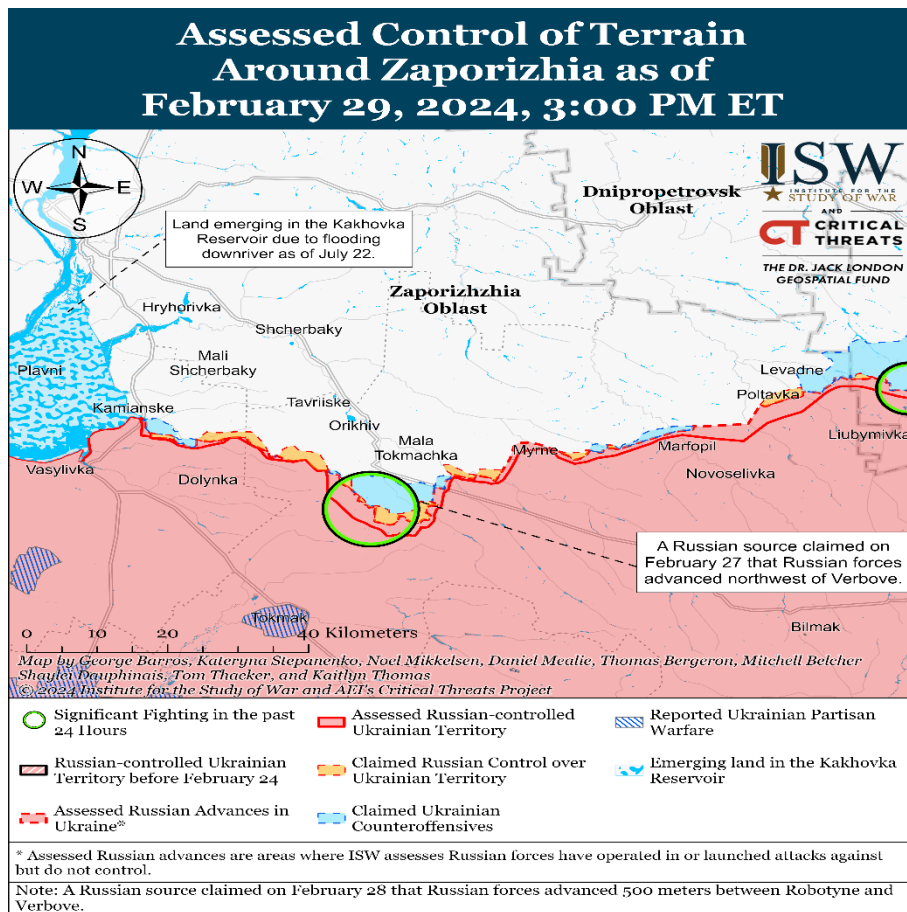 Assessed Control of Terrain
Around Zaporizhia as of
February 29, 2024, 3:00 PM ET
N
W E
S
ISW
INSTITUTE FOR THE
STUDY OF WAR
AND
CT CRITICAL
THREATS
THE DR. JACK LONDON
GEOSPATIAL FUND
Dnipropetrovsk
Oblast
Land emerging in the Kakhovka
Reservoir due to flooding
downriver as of July 22.
Zaporizhzhia
Oblast
Hryhorivka
Shcherbaky
Mali
Shcherbaky
Plavni
Levadne
Poltavka
Tavriiske
Kamianske
Orikhiv
Mala
Tokmachka
Myrne
Marfopil
Liubymivka
Vasylivka
Dolynka
Novoselivka
A Russian source claimed on
February 27 that Russian forces
advanced northwest of Verbove.
Tokmak
Bilmak
0 10 20 40 Kilometers
Map by George Barros, Kateryna Stepanenko, Noel Mikkelsen, Daniel Mealie, Thomas Bergeron, Mitchell Belcher
Shaylei Dauphinais, Tom Thacker, and Kaitlyn Thomas
© 2024 Institute for the Study of War and AEI's Critical Threats Project
Significant Fighting in the past
24 Hours
Assessed Russian-controlled
Ukrainian Territory
Reported Ukrainian Partisan
Warfare
Russian-controlled Ukrainian
Territory before February 24
Claimed Russian Control over
Ukrainian Territory
Emerging land in the Kakhovka
Reservoir
Assessed Russian Advances in
Ukraine*
Claimed Ukrainian
Counteroffensives
* Assessed Russian advances are areas where ISW assesses Russian forces have operated in or launched attacks against
but do not control.
Note: A Russian source claimed on February 28 that Russian forces advanced 500 meters between Robotyne and
Verbove.